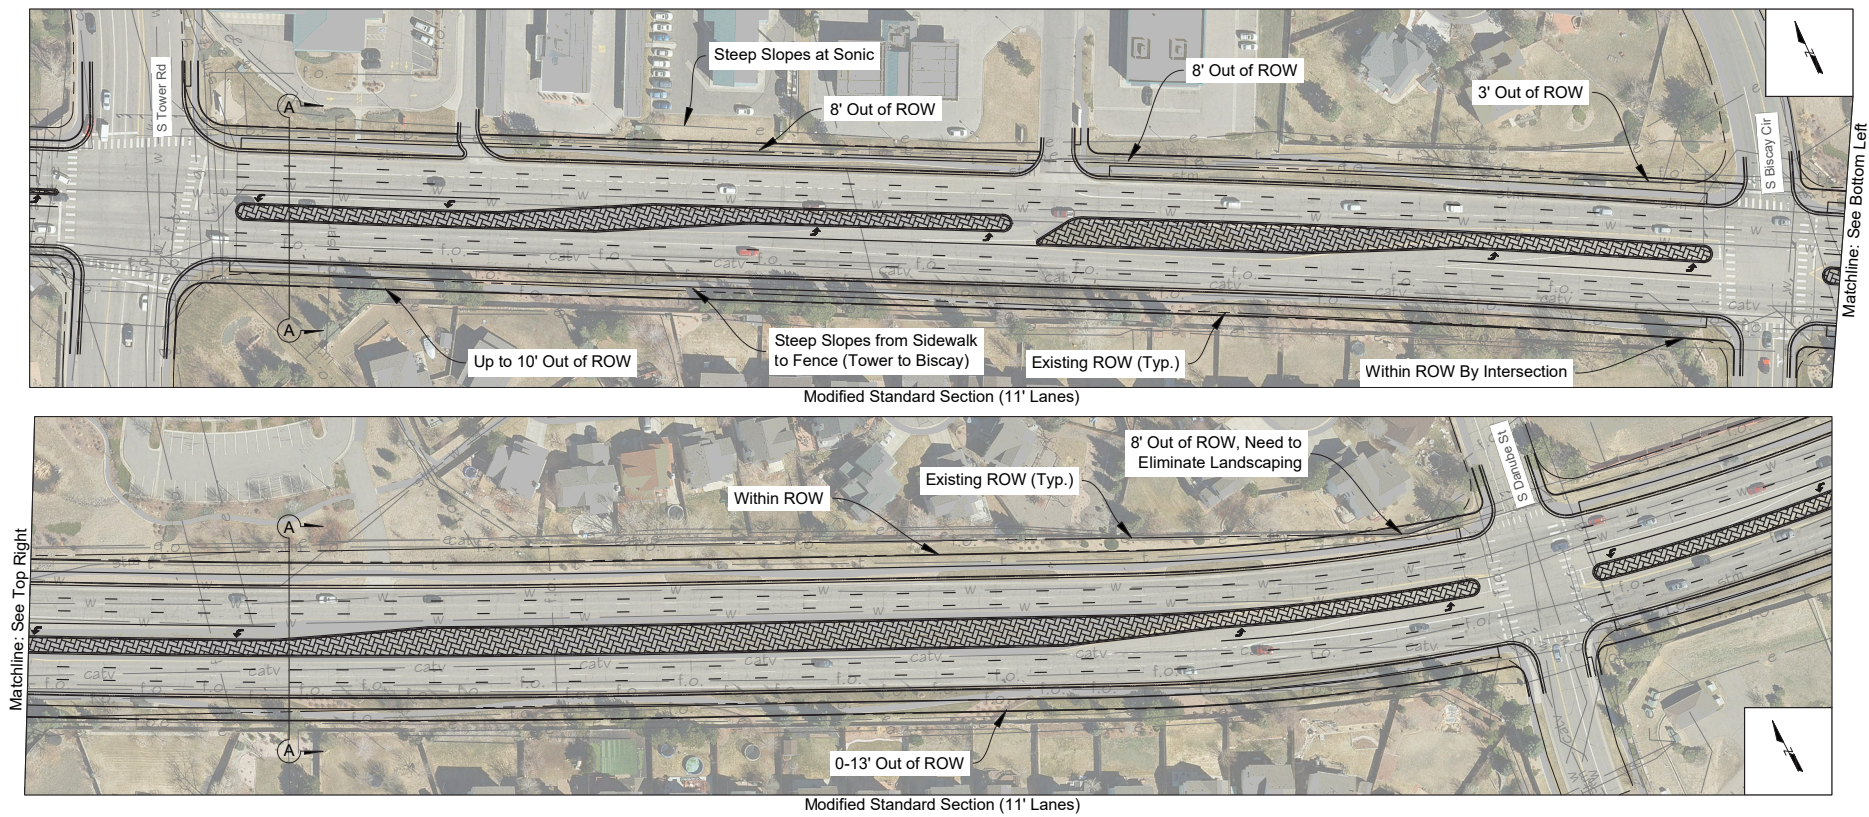 S Tower Rd
A
Steep Slopes at Sonic
8' Out of ROW
8' Out of ROW
3' Out of ROW
S Biscay Cir
Matchline: See Bottom Left
A
Up to 10' Out of ROW
Steep Slopes from Sidewalk
to Fence (Tower to Biscay)
Existing ROW (Typ.)
Within ROW By Intersection
Modified Standard Section (11' Lanes)
Matchline: See Top Right
A
Within ROW
Existing ROW (Typ.)
8' Out of ROW, Need to
Eliminate Landscaping
S Danube St
A
0-13' Out of ROW
Modified Standard Section (11' Lanes)